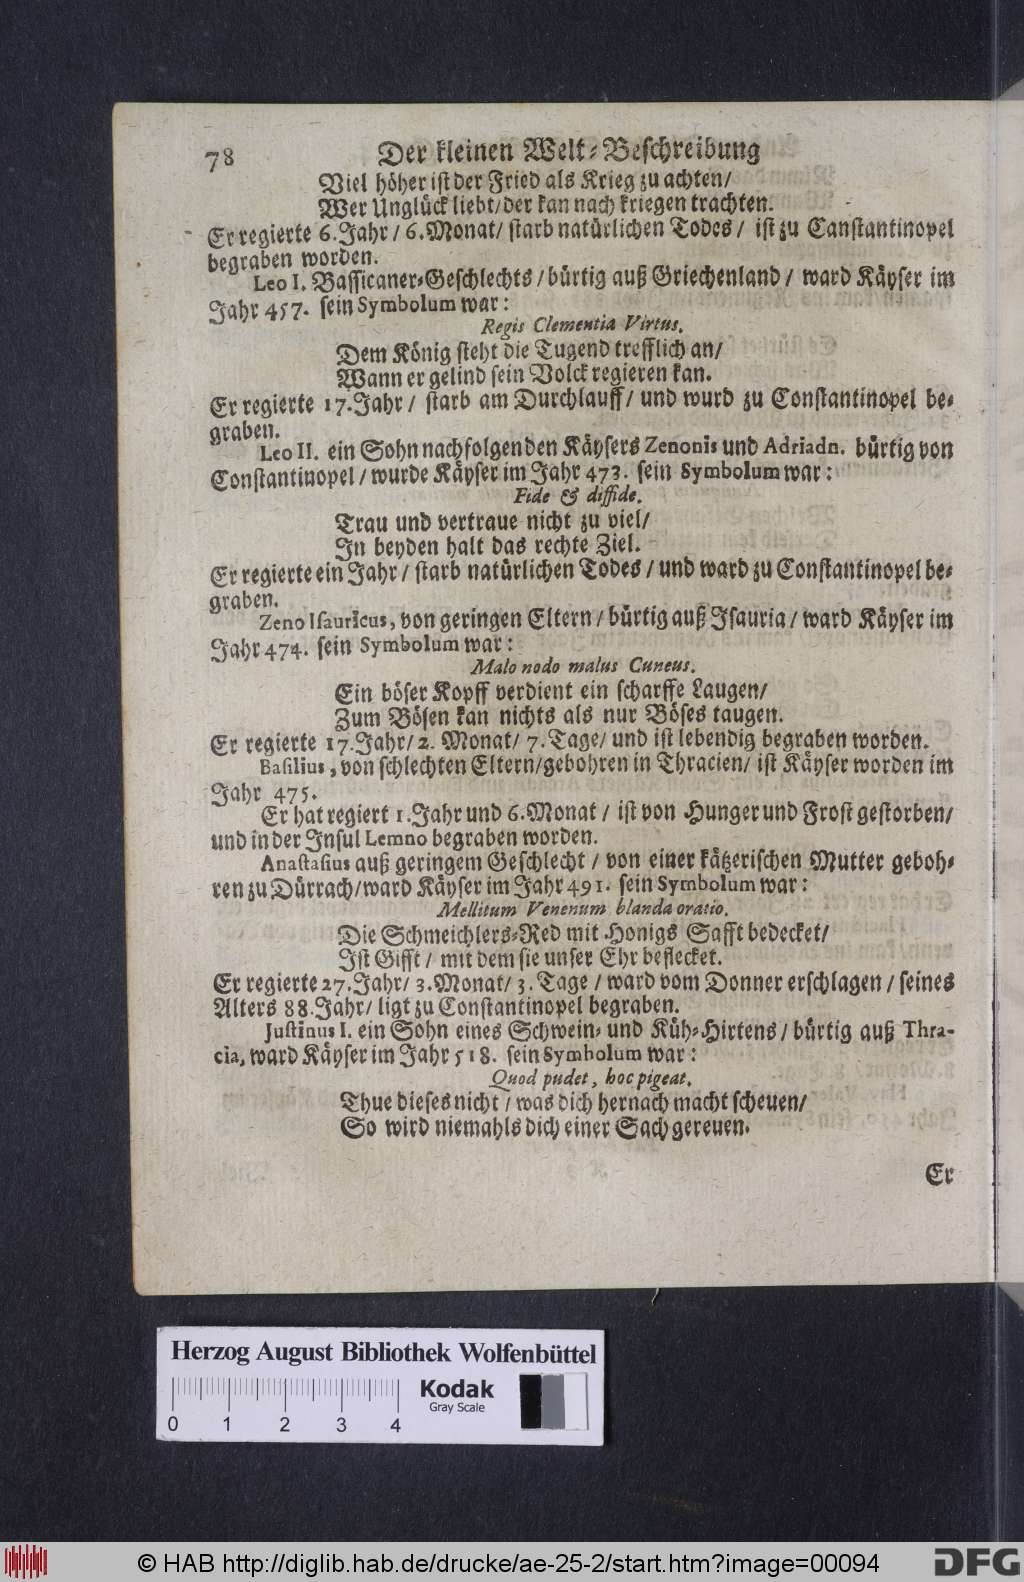 78 Der kleinen Welt-Beschreibung
Viel höher ist der Fried als Krieg zu achten/
Wer Unglück liebt/ der kan nach kriegen trachten.
Er regierte 6. Jahr / 6. Monat/ starb natürlichen Todes / ist zu Canstantinopel
begraben worden.
Leo I. Bassicaner-Geschlechts / bürtig auß Griechenland / ward Käyser im
Jahr 457. sein Symbolum war:
Regis Clementia Virtus.
Dem König steht die Tugend trefflich an/
Wann er gelind sein Volck regieren kan.
Er regierte 17. Jahr / starb am Durchlauff / und wurd zu Constantinopel be-
graben.
Leo II. ein Sohn nachfolgenden Käysers Zenonis und Adriadn. bürtig von
Constantinopel / wurde Käyser im Jahr 473. sein Symbolum war:
Fide & diffide.
Trau und vertraue nicht zu viel/
In beyden halt das rechte Ziel.
Er regierte ein Jahr / starb natürlichen Todes / und ward zu Constantinopel be-
graben.
Zeno Isauricus, von geringen Eltern / bürtig auß Isauria / ward Käyser im
Jahr 474. sein Symbolum war:
Malo nodo malus Cuneus.
Ein böser Kopff verdient ein scharffe Laugen/
Zum Bösen kan nichts als nur Böses taugen.
Er regierte 17. Jahr/ 2. Monat/ 7. Tage/ und ist lebendig begraben worden.
Basilius, von schlechten Eltern/ gebohren in Thracien/ ist Käyser worden im
Jahr 475.
Er hat regiert 1. Jahr und 6. Monat / ist von Hunger und Frost gestorben/
und in der Insul Lemno begraben worden.
Anastasius auß geringem Geschlecht / von einer kätzerischen Mutter geboh-
ren zu Dürrach/ ward Käyser im Jahr 491. sein Symbolum war:
Mellitum Venenum blanda oratio.
Die Schmeichlers-Red mit Honigs Safft bedecket/
Ist Gifft / mit dem sie unser Ehr beflecket.
Er regierte 27. Jahr/ 3. Monat/ 3. Tage / ward vom Donner erschlagen / seines
Alters 88. Jahr/ ligt zu Constantinopel begraben.
Justinus I. ein Sohn eines Schwein- und Küh-Hirtens / bürtig auß Thra-
cia, ward Käyser im Jahr 518. sein Symbolum war:
Quod pudet, hoc pigeat.
Thue dieses nicht / was dich hernach macht scheuen/
So wird niemahls dich einer Sach gereuen.
Er
Herzog August Bibliothek Wolfenbüttel
Kodak
Gray Scale
0 1 2 3 4
© HAB http://diglib.hab.de/drucke/ae-25-2/start.htm?image=00094
DFG